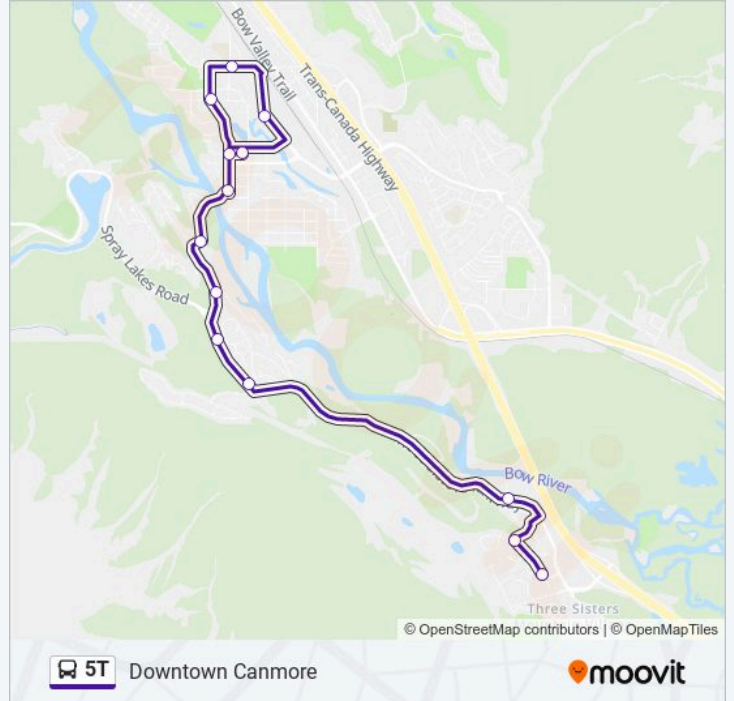 Bow Valley Trail
Trans-Canada Highway
Spray Lakes Road
Bow River
Three Sisters
© OpenStreetMap contributors | © OpenMapTiles
5T Downtown Canmore
moovit